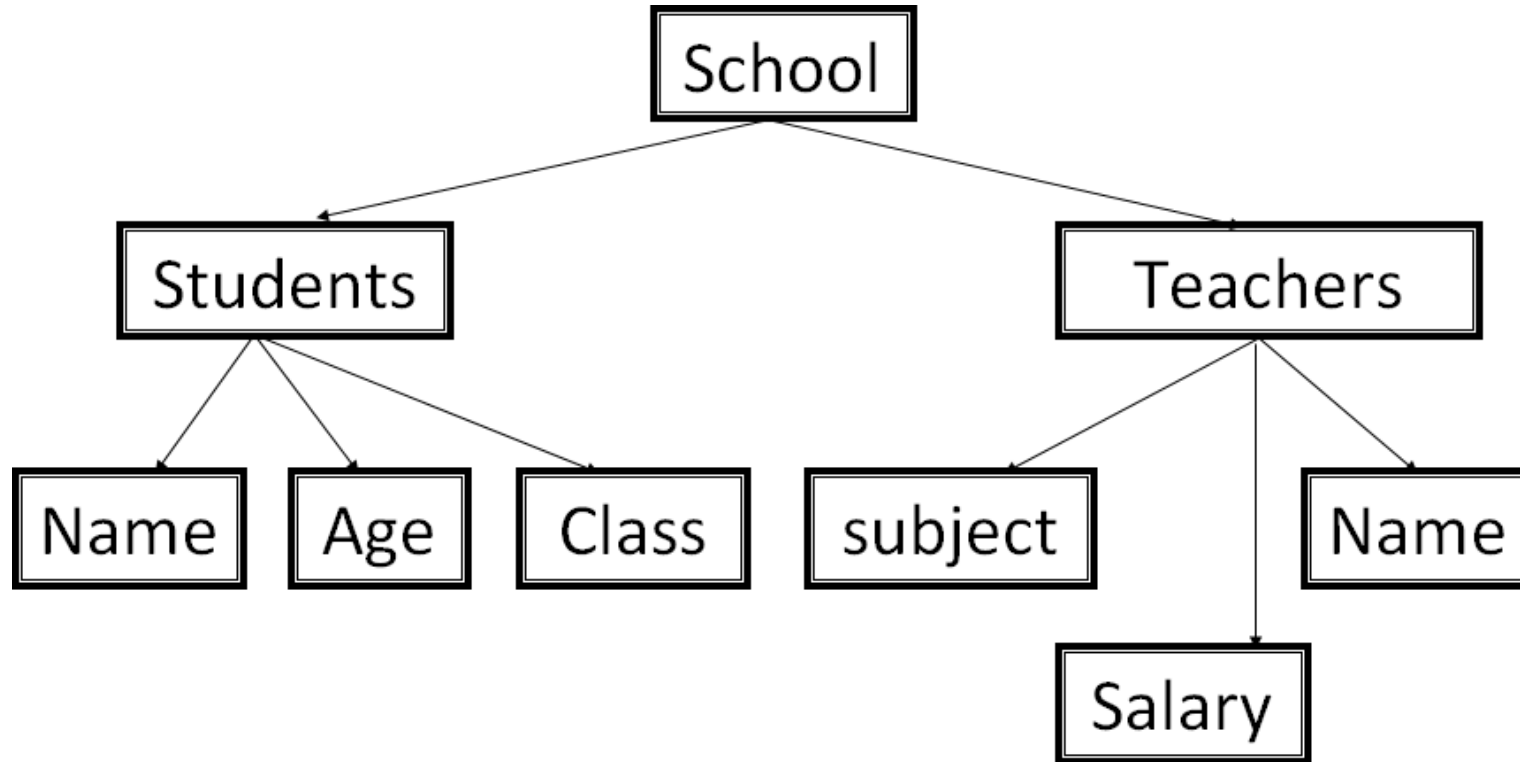 School
Students
Teachers
Name
Age
Class
subject
Name
Salary